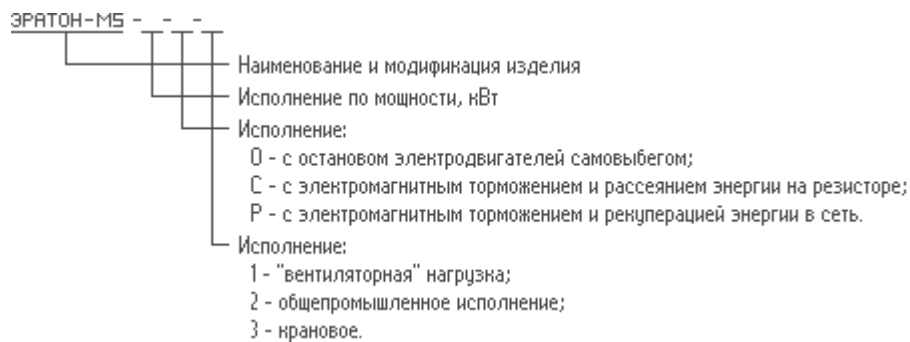 ЭРАТОН-М5 - _ - _ - _
Наименование и модификация изделия
Исполнение по мощности, кВт
Исполнение:
О - с остановом электродвигателей самовыбегом;
С - с электромагнитным торможением и рассеянием энергии на резисторе;
Р - с электромагнитным торможением и рекуперацией энергии в сеть.
Исполнение:
1 - "вентиляторная" нагрузка;
2 - общепромышленное исполнение;
3 - крановое.